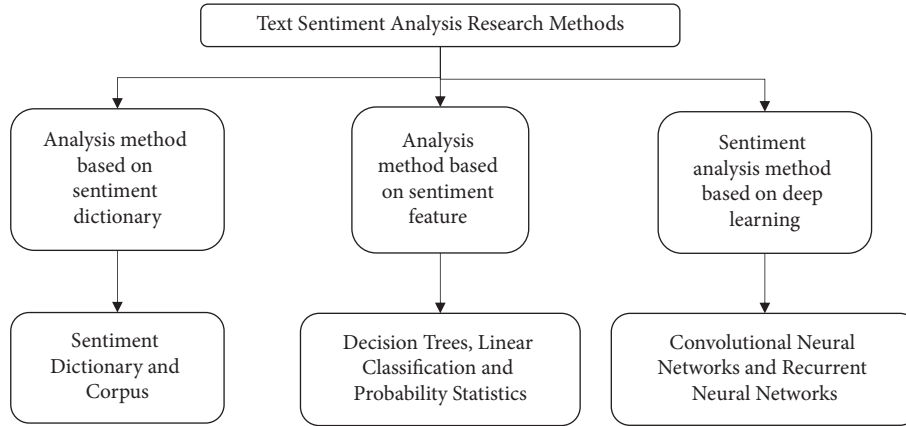 Text Sentiment Analysis Research Methods
Analysis method
based on
sentiment
dictionary
Analysis
method based
on sentiment
feature
Sentiment
analysis method
based on deep
learning
Sentiment
Dictionary and
Corpus
Decision Trees, Linear
Classification and
Probability Statistics
Convolutional Neural
Networks and Recurrent
Neural Networks